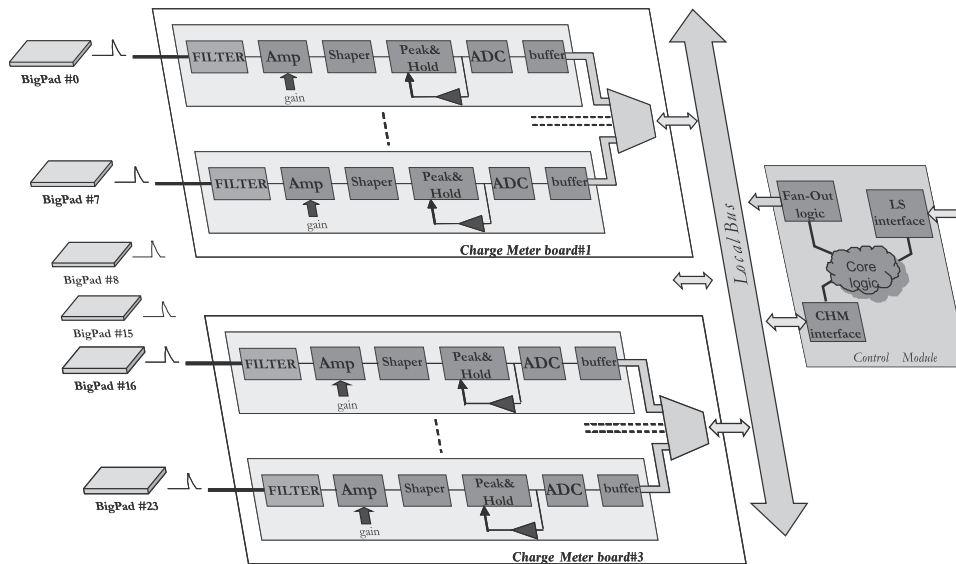 BigPad #0
FILTER
Amp
Shaper
Peak&
Hold
ADC
buffer
gain
BigPad #7
FILTER
Amp
Shaper
Peak&
Hold
ADC
buffer
gain
Charge Meter board#1
BigPad #8
BigPad #15
BigPad #16
FILTER
Amp
Shaper
Peak&
Hold
ADC
buffer
gain
BigPad #23
FILTER
Amp
Shaper
Peak&
Hold
ADC
buffer
gain
Charge Meter board#3
Local Bus
Fan-Out
logic
LS
interface
Core
logic
CHM
interface
Control Module